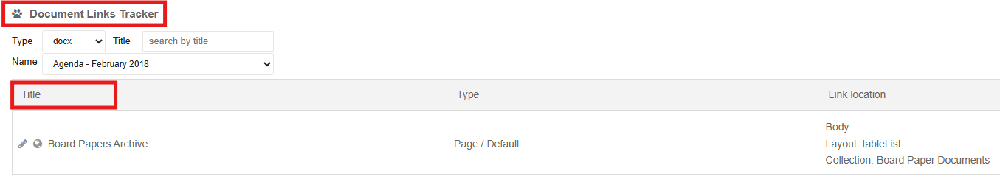 Document Links Tracker
Type docx Title search by title
Name Agenda - February 2018
Title Type Link location
Board Papers Archive Page / Default Body
Layout: tableList
Collection: Board Paper Documents